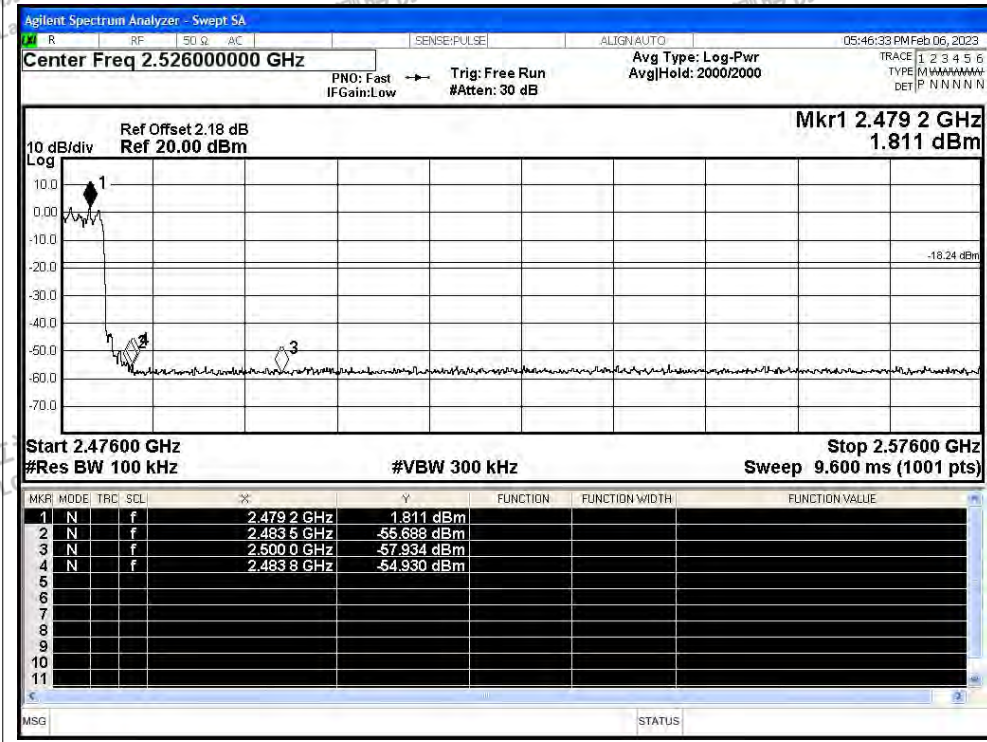 Agilent Spectrum Analyzer - Swept SA
R RF 50 Ω AC SENSE:PULSE ALIGN AUTO 05:46:33 PM Feb 06, 2023
Center Freq 2.526000000 GHz
PNO: Fast Trig: Free Run Avg Type: Log-Pwr TRACE 1 2 3 4 5 6
IFGain:Low #Atten: 30 dB Avg|Hold: 2000/2000 TYPE M WWWWW
DET P N N N N N
Mkr1 2.479 2 GHz
1.811 dBm
Ref Offset 2.18 dB
10 dB/div Ref 20.00 dBm
Log
10.0
1
0.00
-10.0
-18.24 dBm
-20.0
-30.0
-40.0
2 4
3
-50.0
-60.0
-70.0
Start 2.47600 GHz Stop 2.57600 GHz
#Res BW 100 kHz #VBW 300 kHz Sweep 9.600 ms (1001 pts)
MKR MODE TRC SCL X Y FUNCTION FUNCTION WIDTH FUNCTION VALUE
1 N f 2.479 2 GHz 1.811 dBm
2 N f 2.483 5 GHz -55.688 dBm
3 N f 2.500 0 GHz -57.934 dBm
4 N f 2.483 8 GHz -54.930 dBm
5
6
7
8
9
10
11
MSG STATUS